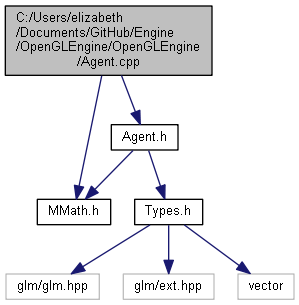 C:/Users/elizabeth
/Documents/GitHub/Engine
/OpenGLEngine/OpenGLEngine
/Agent.cpp
Agent.h
MMath.h
Types.h
glm/glm.hpp
glm/ext.hpp
vector